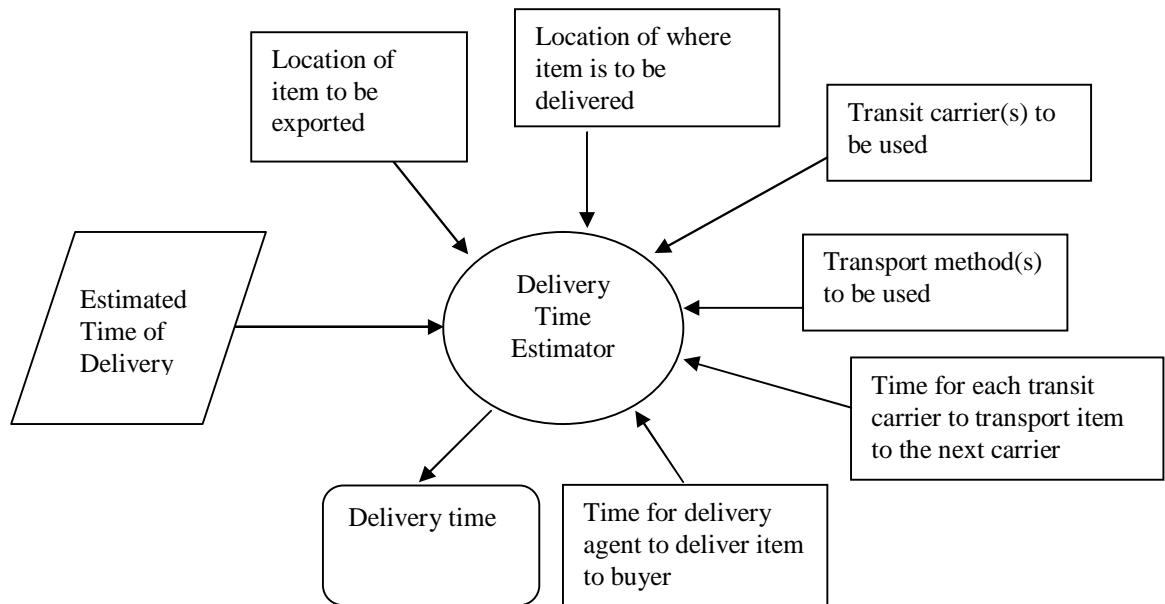 Location of
item to be
exported
Location of where
item is to be
delivered
Transit carrier(s) to
be used
Estimated
Time of
Delivery
Delivery
Time
Estimator
Transport method(s)
to be used
Time for each transit
carrier to transport item
to the next carrier
Delivery time
Time for delivery
agent to deliver item
to buyer